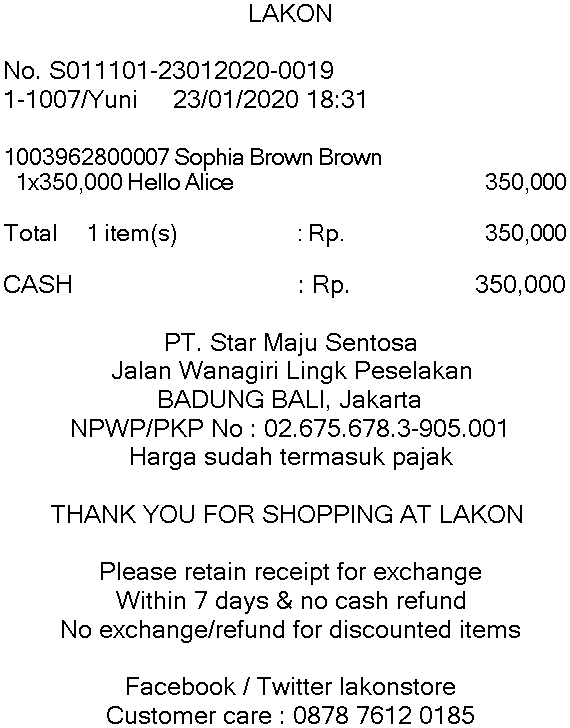 LAKON
No. S011101-23012020-0019
1-1007/Yuni 23/01/2020 18:31
1003962800007 Sophia Brown Brown
1x350,000 Hello Alice 350,000
Total 1 item(s) : Rp. 350,000
CASH : Rp. 350,000
PT. Star Maju Sentosa
Jalan Wanagiri Lingk Peselakan
BADUNG BALI, Jakarta
NPWP/PKP No : 02.675.678.3-905.001
Harga sudah termasuk pajak
THANK YOU FOR SHOPPING AT LAKON
Please retain receipt for exchange
Within 7 days & no cash refund
No exchange/refund for discounted items
Facebook / Twitter lakonstore
Customer care : 0878 7612 0185